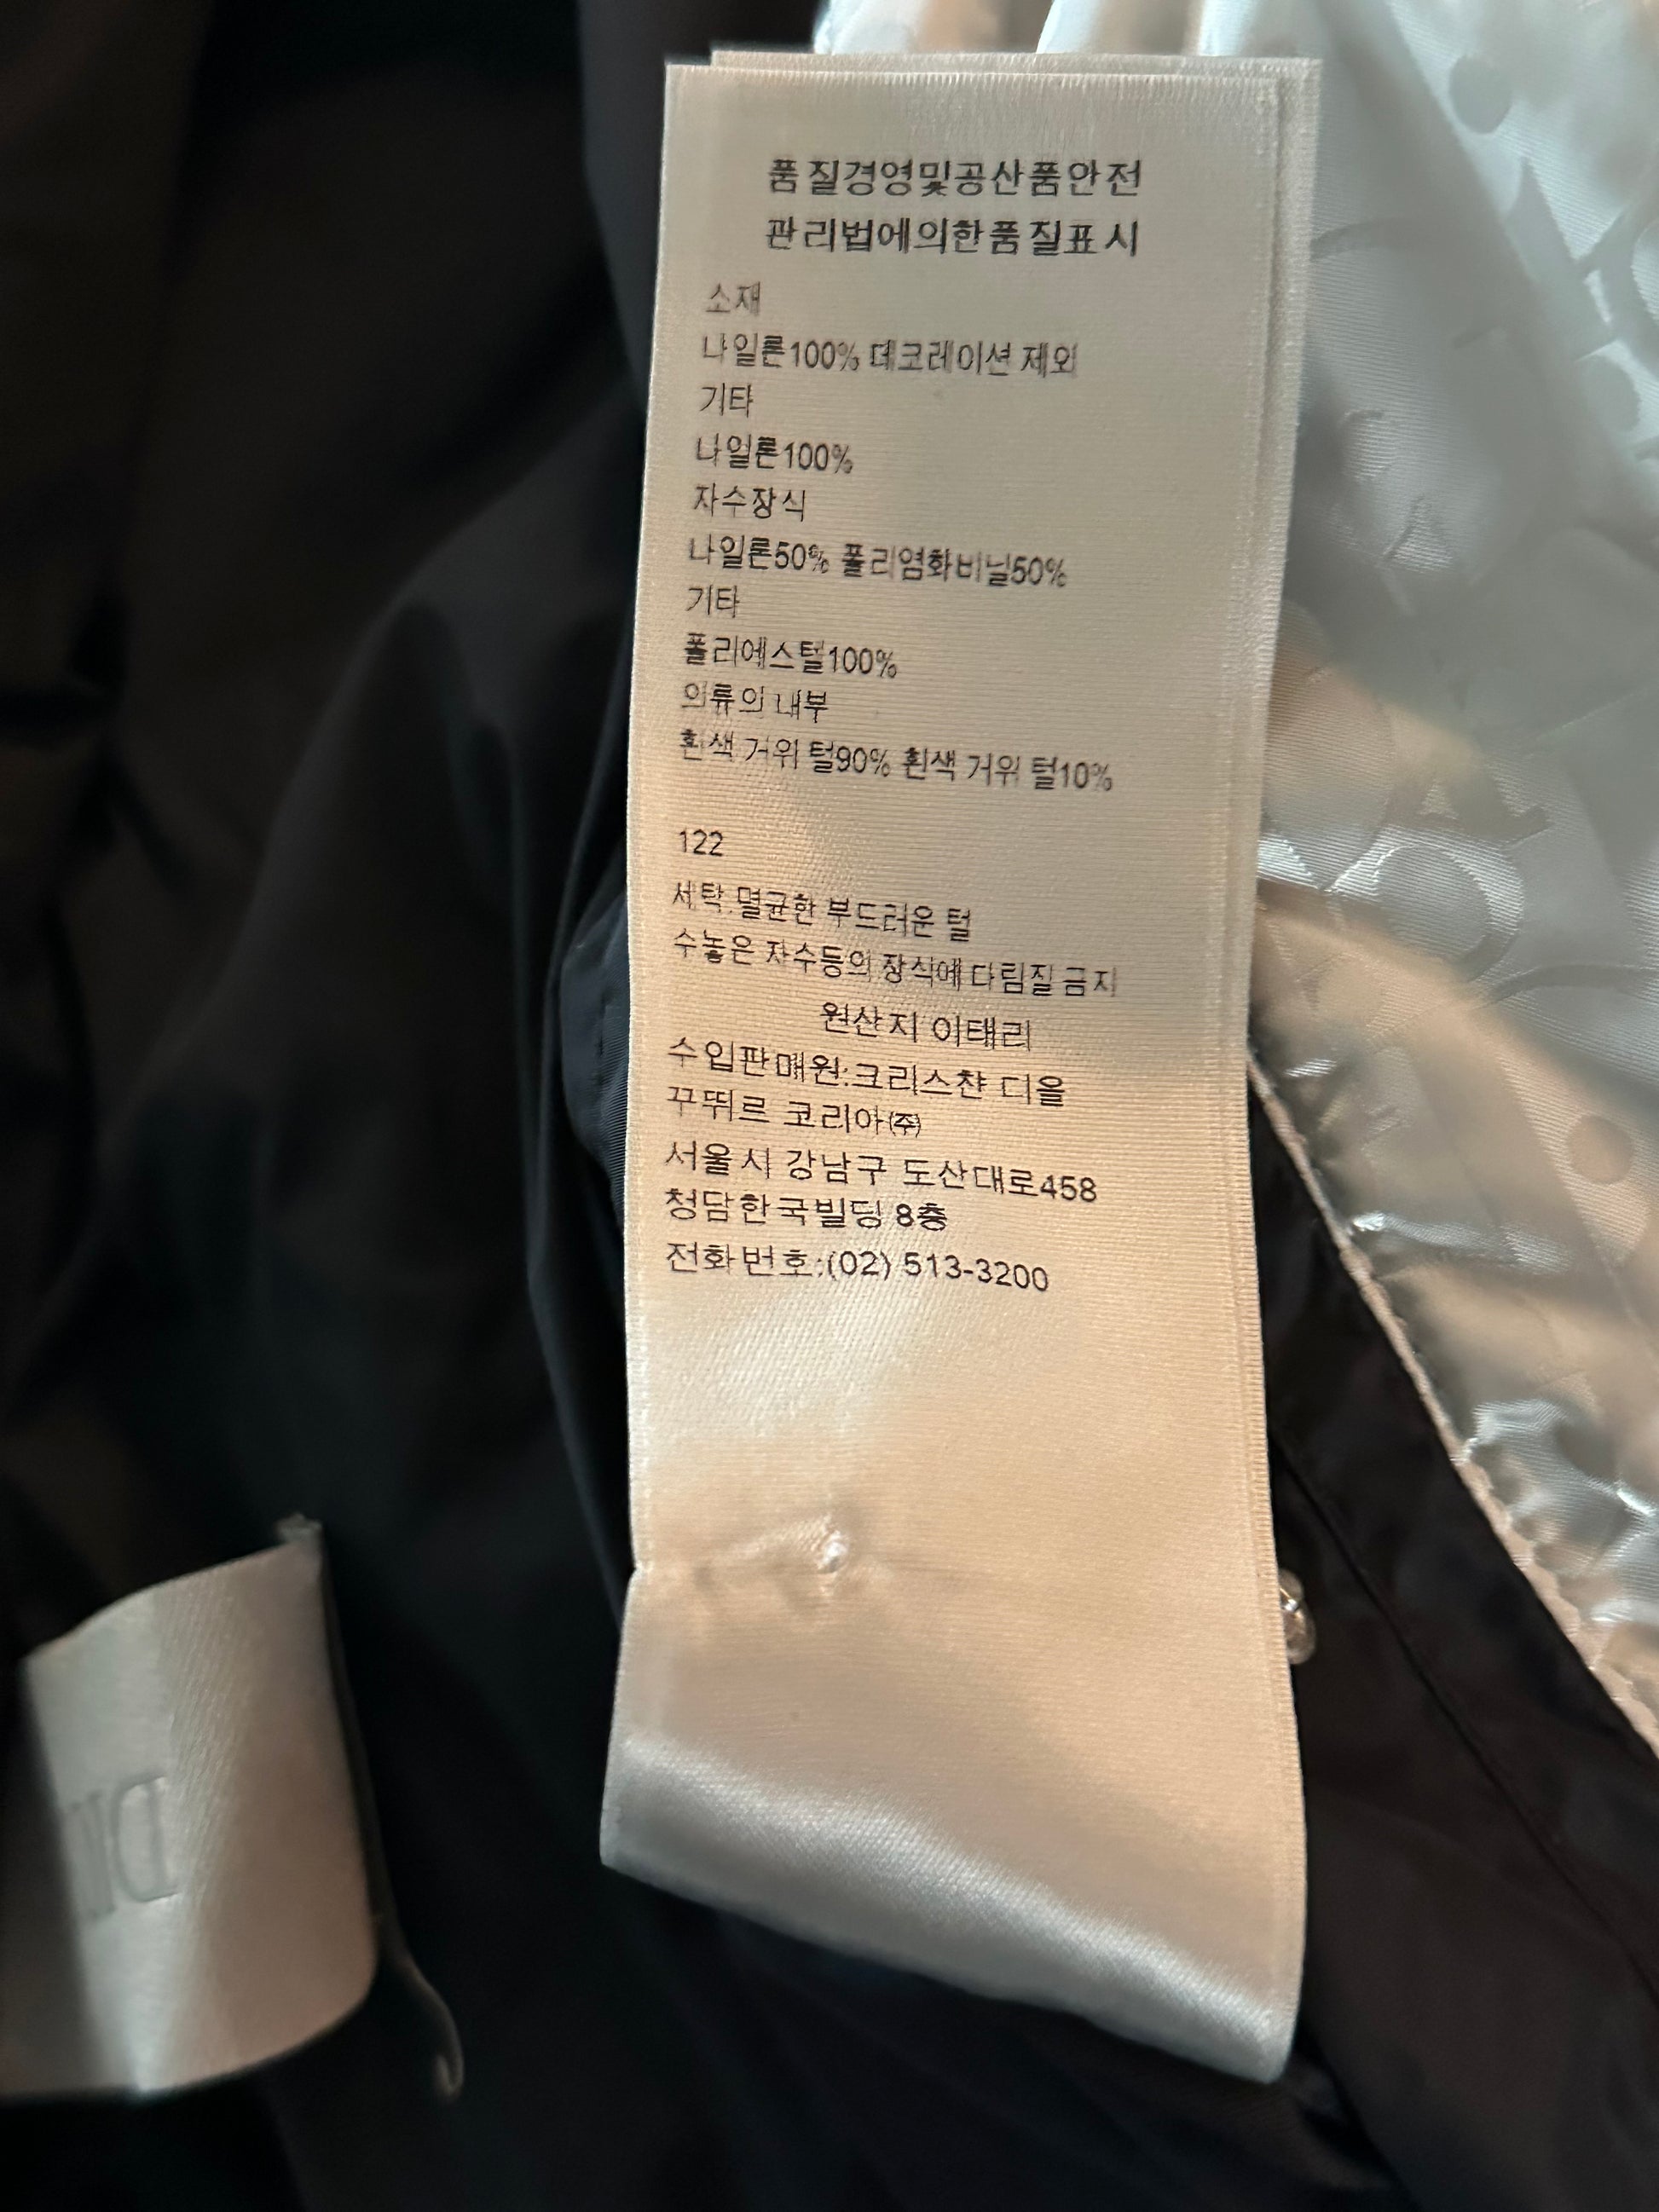 품질경영및공산품안전
관리법에의한품질표시
소재
나일론100% 데코레이션 제외
기타
나일론100%
자수장식
나일론50% 폴리염화비닐50%
기타
폴리에스텔100%
의류의 내부
흰색 거위 털90% 흰색 거위 털10%
122
세탁.멸균한 부드러운 털
수놓은 자수등의 장식에 다림질 금지
원산지 이태리
수입판매원:크리스챤 디올
꾸뛰르 코리아㈜
서울시 강남구 도산대로458
청담한국빌딩 8층
전화번호:(02) 513-3200